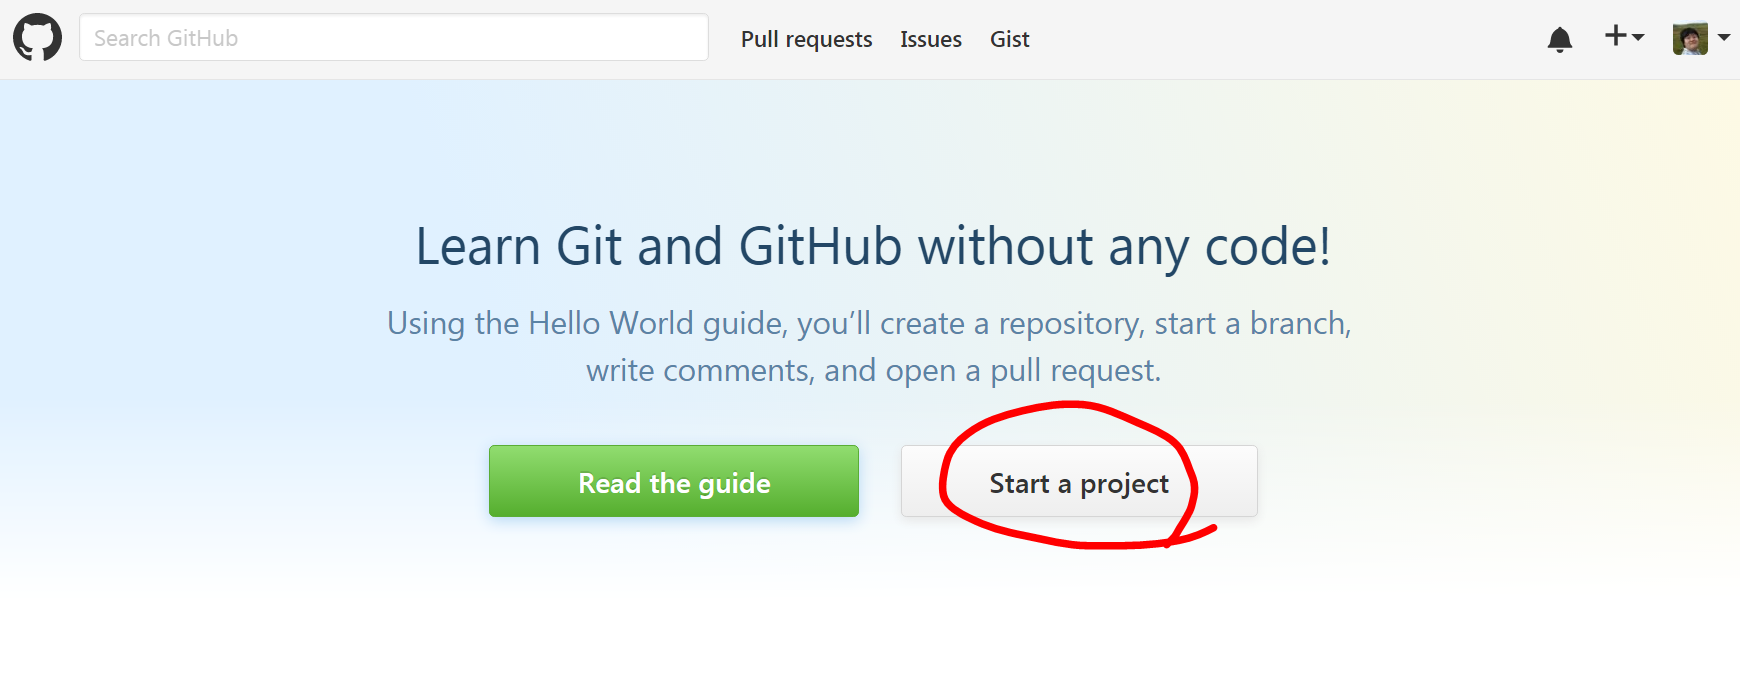 Search GitHub
Pull requests
Issues
Gist
Learn Git and GitHub without any code!
Using the Hello World guide, you’ll create a repository, start a branch,
write comments, and open a pull request.
Read the guide
Start a project